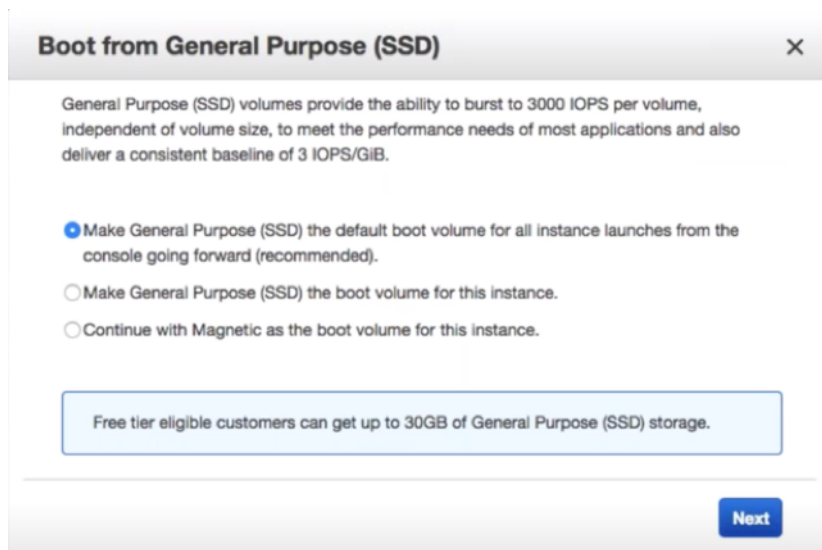 Boot from General Purpose (SSD)
General Purpose (SSD) volumes provide the ability to burst to 3000 IOPS per volume,
independent of volume size, to meet the performance needs of most applications and also
deliver a consistent baseline of 3 IOPS/GiB.
Make General Purpose (SSD) the default boot volume for all instance launches from the
console going forward (recommended).
Make General Purpose (SSD) the boot volume for this instance.
Continue with Magnetic as the boot volume for this instance.
Free tier eligible customers can get up to 30GB of General Purpose (SSD) storage.
Next